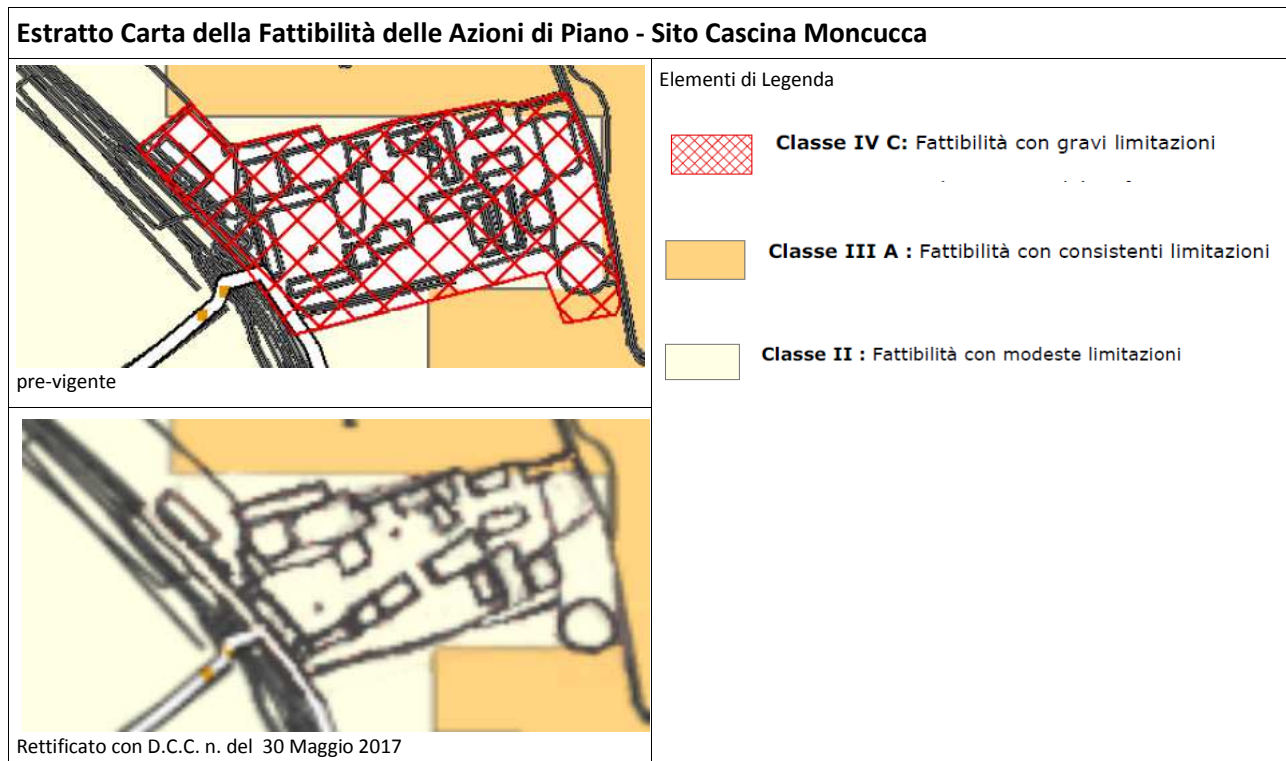 Estratto Carta della Fattibilità delle Azioni di Piano - Sito Cascina Moncucca
Elementi di Legenda
Classe IV C: Fattibilità con gravi limitazioni
Classe III A : Fattibilità con consistenti limitazioni
Classe II : Fattibilità con modeste limitazioni
pre-vigente
Rettificato con D.C.C. n. del 30 Maggio 2017